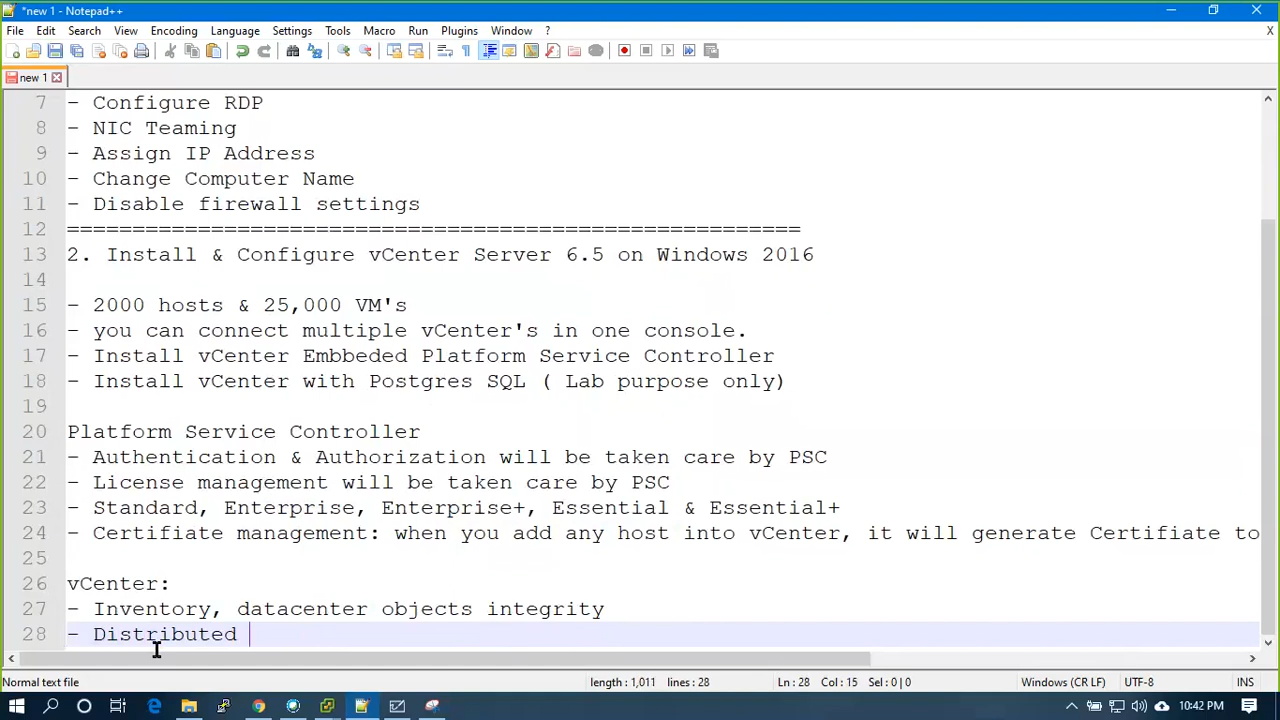 *new 1 - Notepad++
File Edit Search View Encoding Language Settings Tools Macro Run Plugins Window ? X
new 1
7 - Configure RDP
8 - NIC Teaming
9 - Assign IP Address
10 - Change Computer Name
11 - Disable firewall settings
12 ========================================================
13 2. Install & Configure vCenter Server 6.5 on Windows 2016
14
15 - 2000 hosts & 25,000 VM's
16 - you can connect multiple vCenter's in one console.
17 - Install vCenter Embbeded Platform Service Controller
18 - Install vCenter with Postgres SQL ( Lab purpose only)
19
20 Platform Service Controller
21 - Authentication & Authorization will be taken care by PSC
22 - License management will be taken care by PSC
23 - Standard, Enterprise, Enterprise+, Essential & Essential+
24 - Certifiate management: when you add any host into vCenter, it will generate Certifiate to
25
26 vCenter:
27 - Inventory, datacenter objects integrity
28 - Distributed
Normal text file length : 1,011 lines : 28 Ln : 28 Col : 15 Sel : 0 | 0 Windows (CR LF) UTF-8 INS
10:42 PM